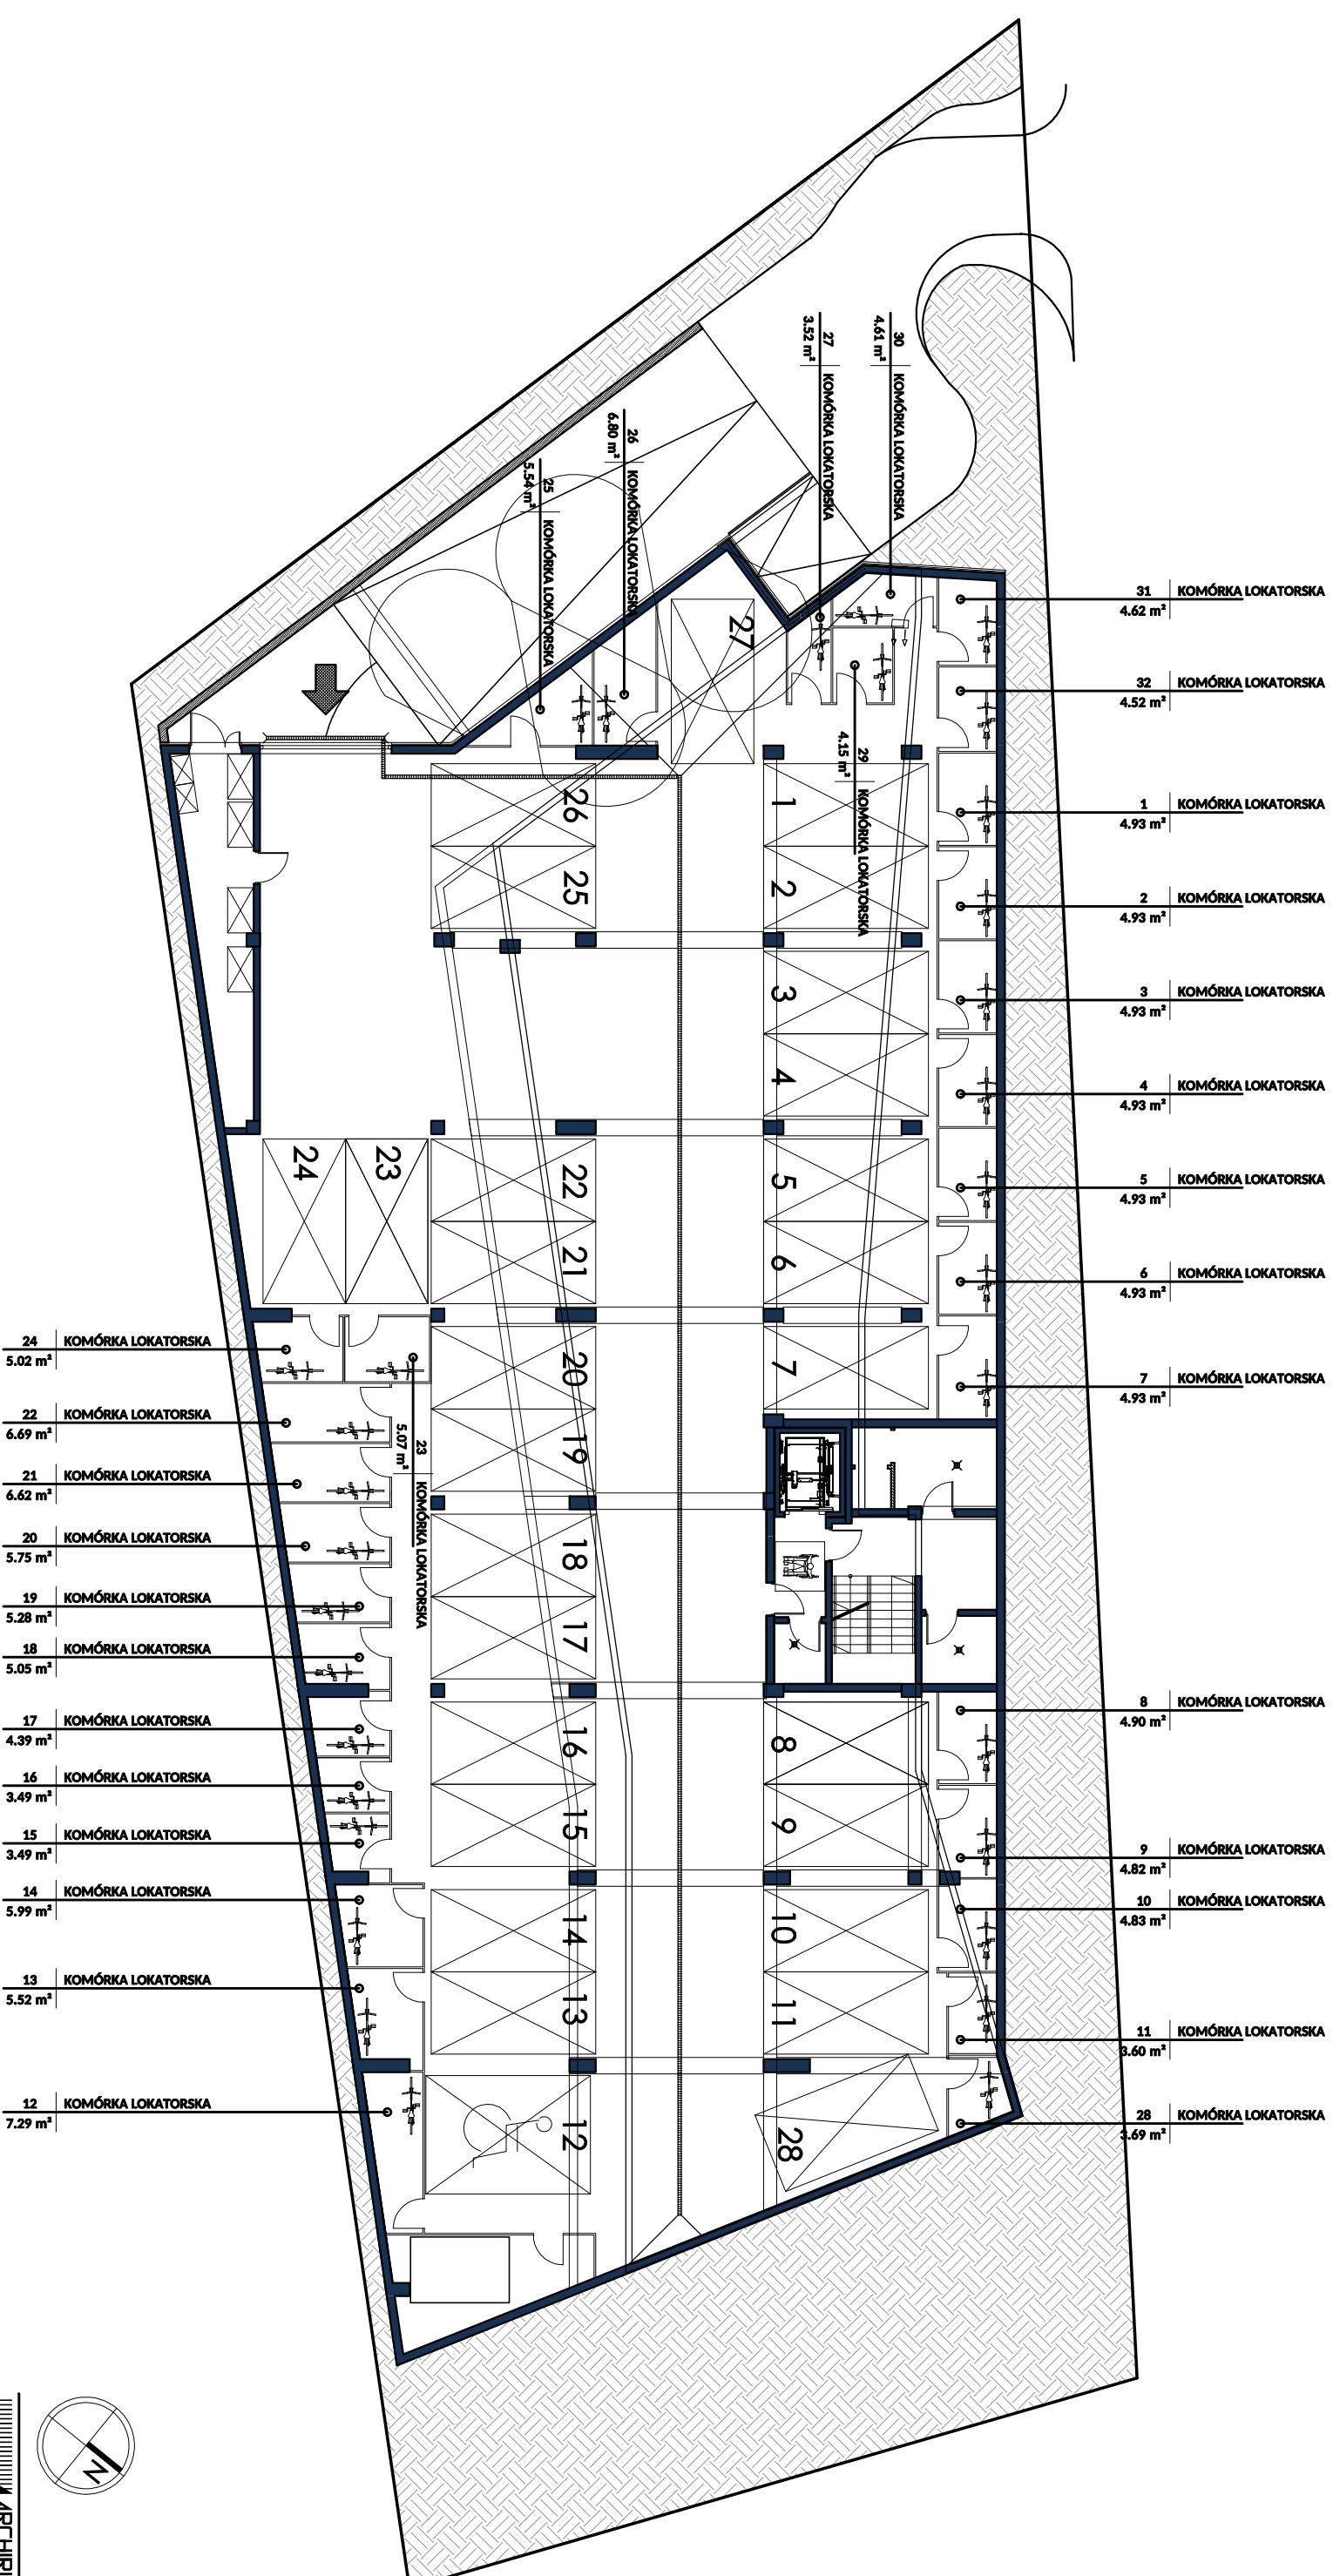 30 KOMÓRKA LOKATORSKA
4.61 m²
27 KOMÓRKA LOKATORSKA
3.52 m²
26 KOMÓRKA LOKATORSKA
6.80 m²
25 KOMÓRKA LOKATORSKA
5.54 m²
29 KOMÓRKA LOKATORSKA
4.15 m²
31 KOMÓRKA LOKATORSKA
4.62 m²
32 KOMÓRKA LOKATORSKA
4.52 m²
1 KOMÓRKA LOKATORSKA
4.93 m²
2 KOMÓRKA LOKATORSKA
4.93 m²
3 KOMÓRKA LOKATORSKA
4.93 m²
4 KOMÓRKA LOKATORSKA
4.93 m²
5 KOMÓRKA LOKATORSKA
4.93 m²
6 KOMÓRKA LOKATORSKA
4.93 m²
7 KOMÓRKA LOKATORSKA
4.93 m²
8 KOMÓRKA LOKATORSKA
4.90 m²
9 KOMÓRKA LOKATORSKA
4.82 m²
10 KOMÓRKA LOKATORSKA
4.83 m²
11 KOMÓRKA LOKATORSKA
3.60 m²
28 KOMÓRKA LOKATORSKA
3.69 m²
24 KOMÓRKA LOKATORSKA
5.02 m²
23 KOMÓRKA LOKATORSKA
5.07 m²
22 KOMÓRKA LOKATORSKA
6.69 m²
21 KOMÓRKA LOKATORSKA
6.62 m²
20 KOMÓRKA LOKATORSKA
5.75 m²
19 KOMÓRKA LOKATORSKA
5.28 m²
18 KOMÓRKA LOKATORSKA
5.05 m²
17 KOMÓRKA LOKATORSKA
4.39 m²
16 KOMÓRKA LOKATORSKA
3.49 m²
15 KOMÓRKA LOKATORSKA
3.49 m²
14 KOMÓRKA LOKATORSKA
5.99 m²
13 KOMÓRKA LOKATORSKA
5.52 m²
12 KOMÓRKA LOKATORSKA
7.29 m²
27
26
25
1
2
3
4
24
23
22
21
5
6
20
19
7
18
17
16
15
8
9
14
13
10
11
12
28
N